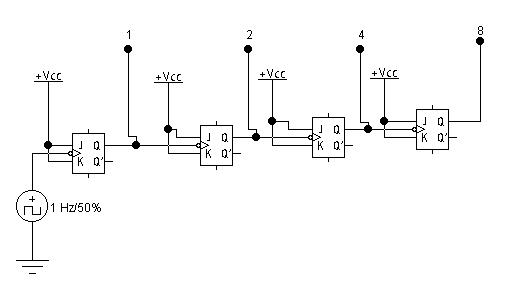 1
2
4
8
+Vcc
+Vcc
+Vcc
+Vcc
J Q
K Q'
J Q
K Q'
J Q
K Q'
J Q
K Q'
+
1 Hz/50%